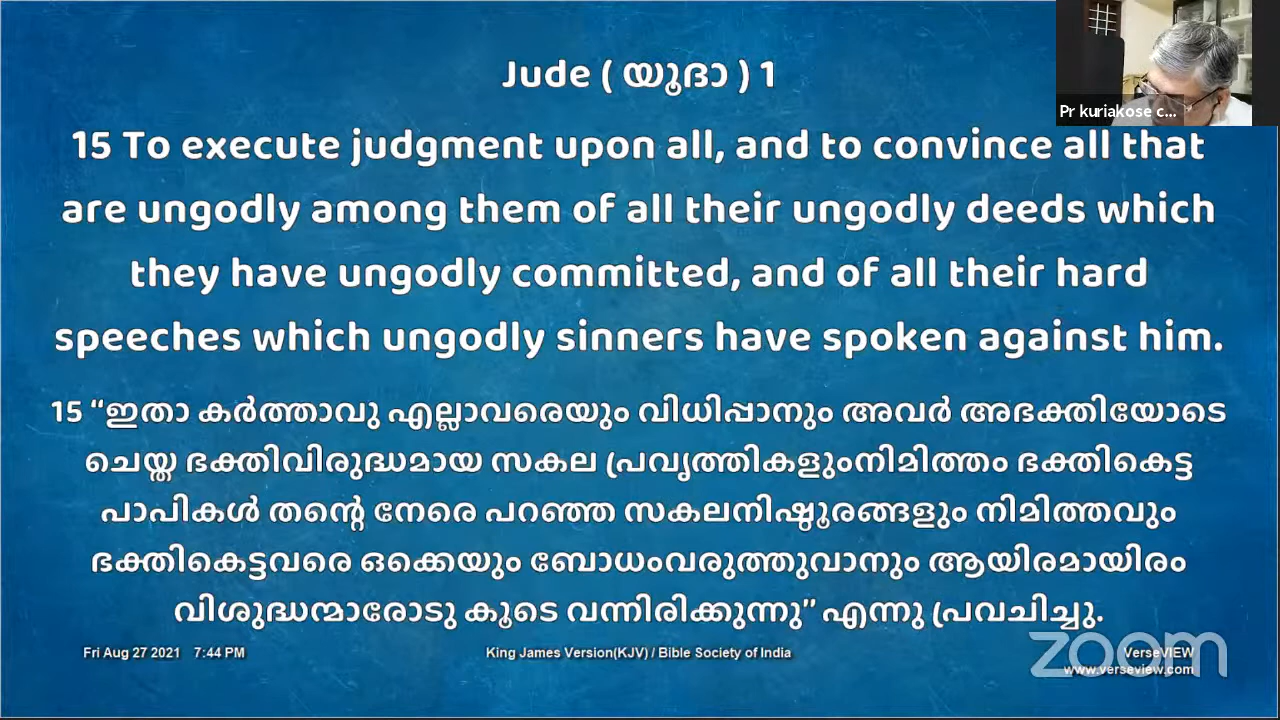 Jude ( യൂദാ ) 1
Pr kuriakose c...
15 To execute judgment upon all, and to convince all that
are ungodly among them of all their ungodly deeds which
they have ungodly committed, and of all their hard
speeches which ungodly sinners have spoken against him.
15 “ഇതാ കർത്താവു എല്ലാവരെയും വിധിപ്പാനും അവർ അഭക്തിയോടെ
ചെയ്ത ഭക്തിവിരുദ്ധമായ സകല പ്രവൃത്തികളുംനിമിത്തം ഭക്തികെട്ട
പാപികൾ തന്റെ നേരെ പറഞ്ഞ സകലനിഷ്ഠൂരങ്ങളും നിമിത്തവും
ഭക്തികെട്ടവരെ ഒക്കെയും ബോധംവരുത്തുവാനും ആയിരമായിരം
വിശുദ്ധന്മാരോടു കൂടെ വന്നിരിക്കുന്നു” എന്നു പ്രവചിച്ചു.
Fri Aug 27 2021 7:44 PM
King James Version(KJV) / Bible Society of India
VerseVIEW
www.verseview.com
zoom